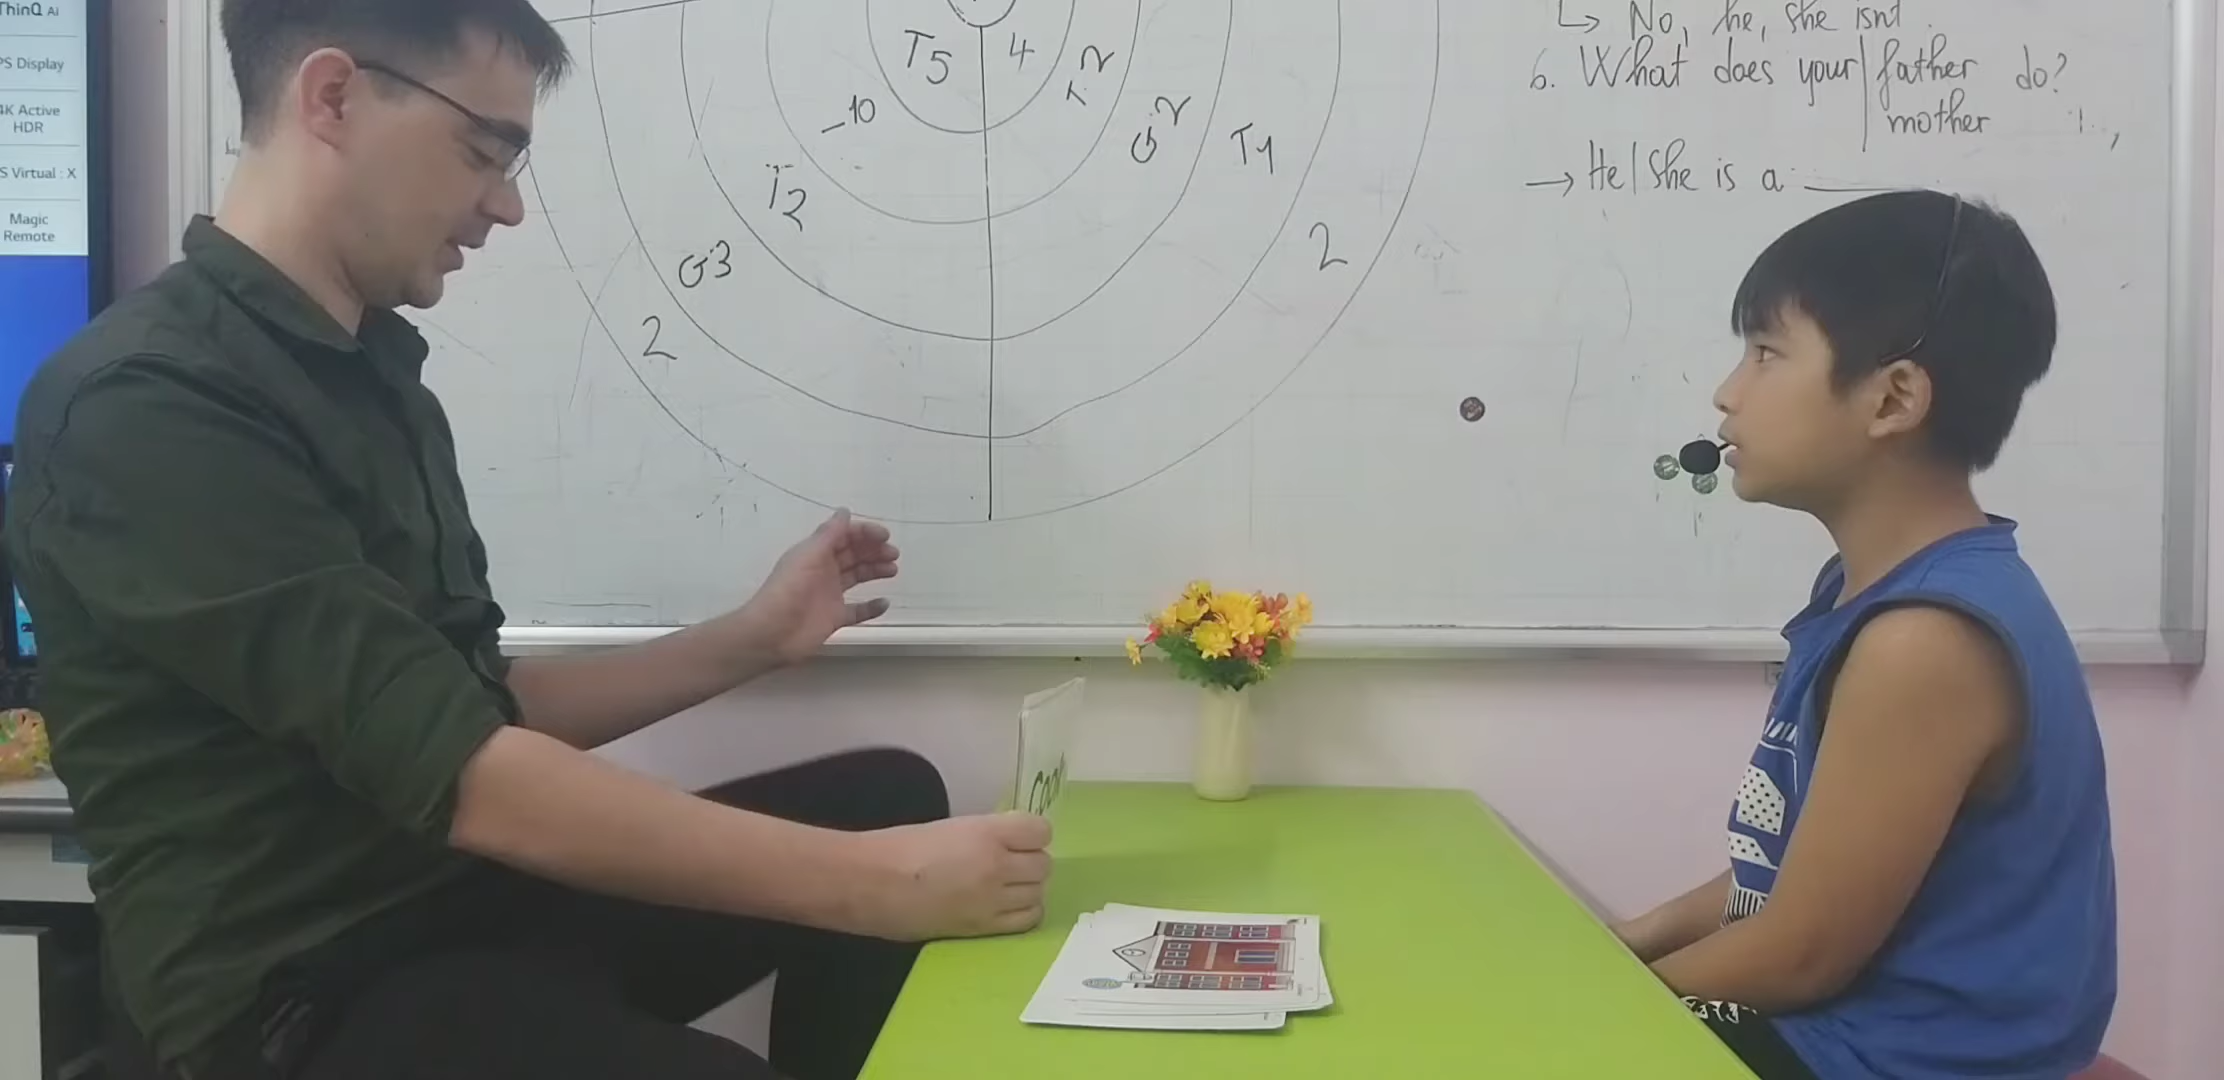 ThinQ AI
PS Display
4K Active
HDR
S Virtual : X
Magic
Remote
T5
4
-10
T2
G3
2
T2
G2
T1
2
↳ No, he, she isn't.
6. What does your father do?
mother
→ He/She is a